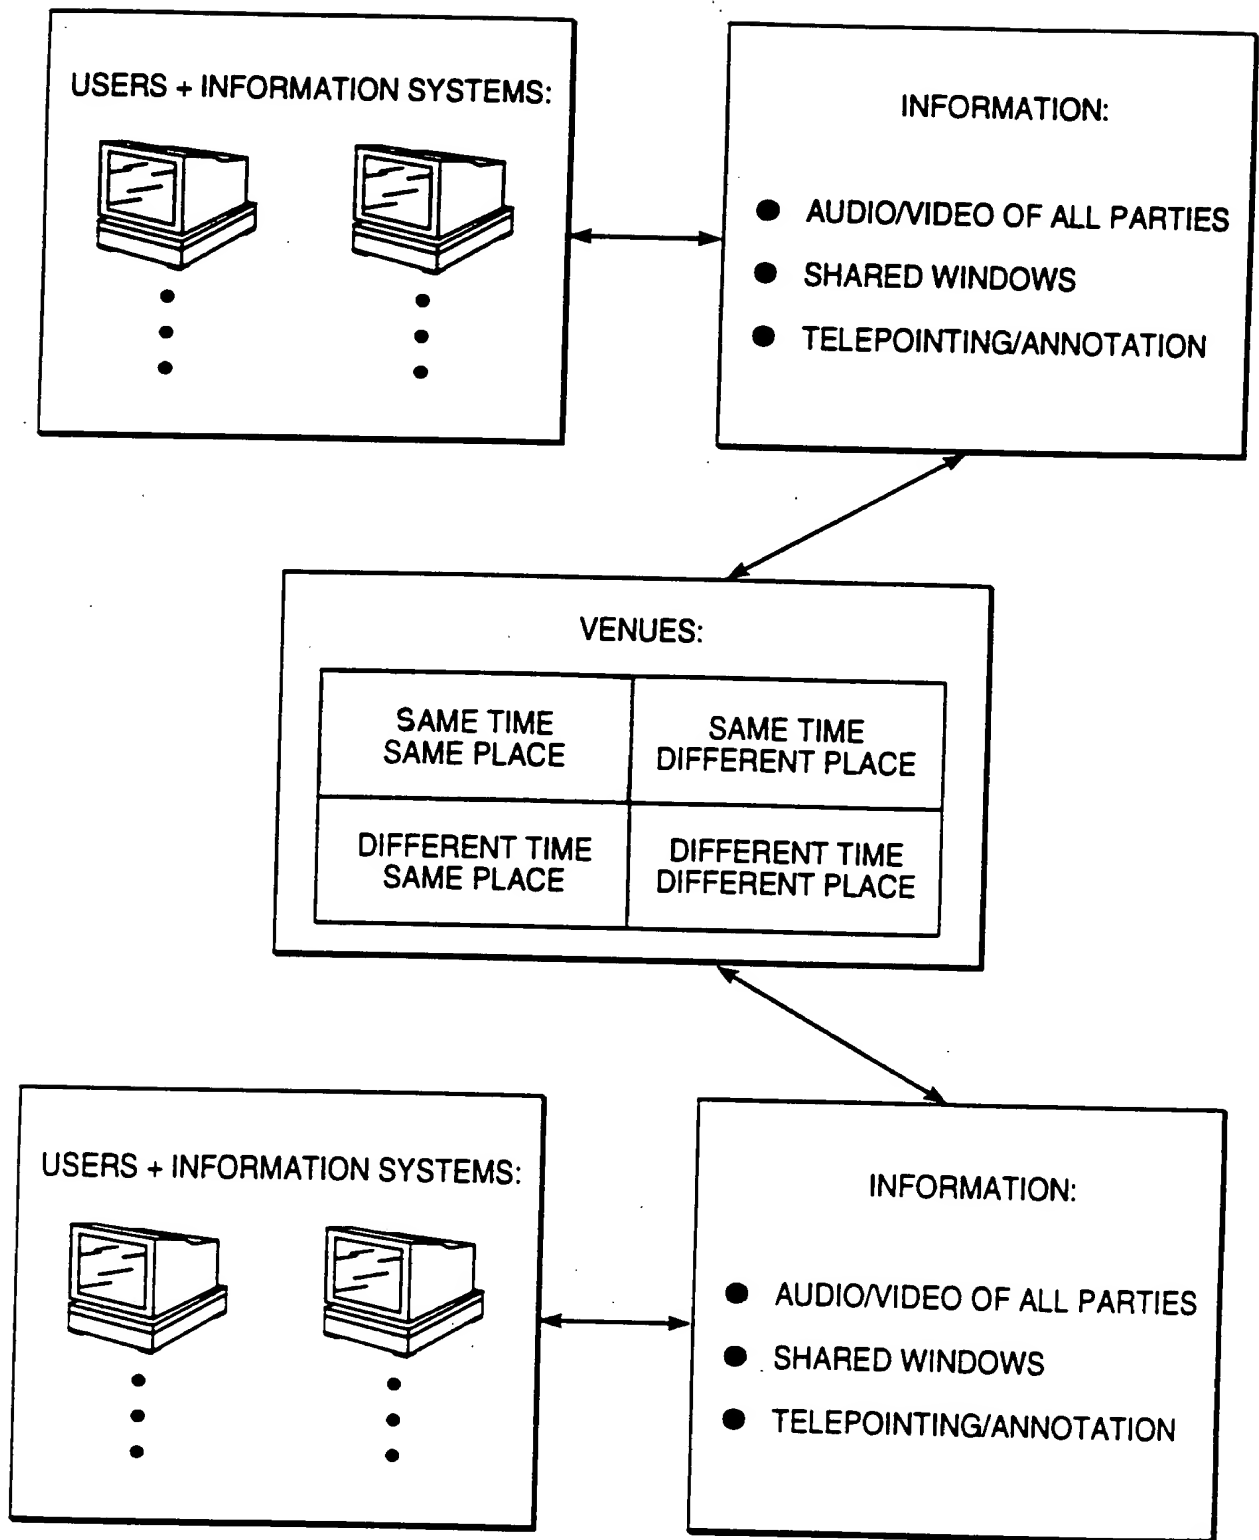 USERS + INFORMATION SYSTEMS:
INFORMATION:
● AUDIO/VIDEO OF ALL PARTIES
● SHARED WINDOWS
● TELEPOINTING/ANNOTATION
VENUES:
SAME TIME
SAME PLACE
SAME TIME
DIFFERENT PLACE
DIFFERENT TIME
SAME PLACE
DIFFERENT TIME
DIFFERENT PLACE
USERS + INFORMATION SYSTEMS:
INFORMATION:
● AUDIO/VIDEO OF ALL PARTIES
● SHARED WINDOWS
● TELEPOINTING/ANNOTATION